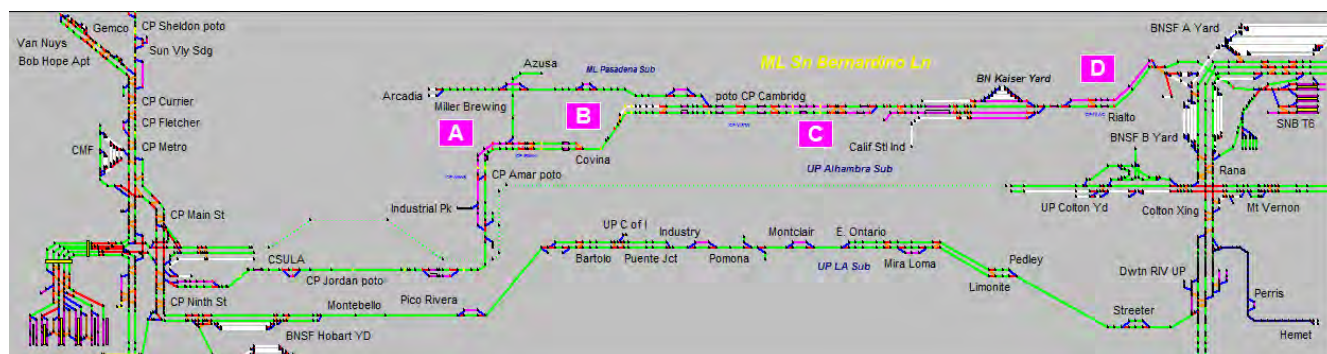 Gemco
CP Sheldon poto
Van Nuys
Sun Vly Sdg
Bob Hope Apt
BNSF A Yard
Azusa
ML Pasadena Sub
ML Sn Bernardino Ln
D
BN Kaiser Yard
Arcadia
Miller Brewing
poto CP Cambridg
CP Currier
CP Fletcher
CMF
CP Metro
A
B
C
Rialto
SNB T6
Covina
Calif Stl Ind
BNSF B Yard
UP Alhambra Sub
Rana
CP Amar poto
Industrial Pk
CP Main St
UP Colton Yd
Colton Xing
Mt Vernon
CSULA
CP Jordan poto
UP C of I
Industry
Montclair
E. Ontario
Bartolo
Puente Jct
Pomona
UP LA Sub
Mira Loma
Pedley
Limonite
Dwtn RIV UP
CP Ninth St
Montebello
Pico Rivera
Streeter
Perris
BNSF Hobart YD
Hemet